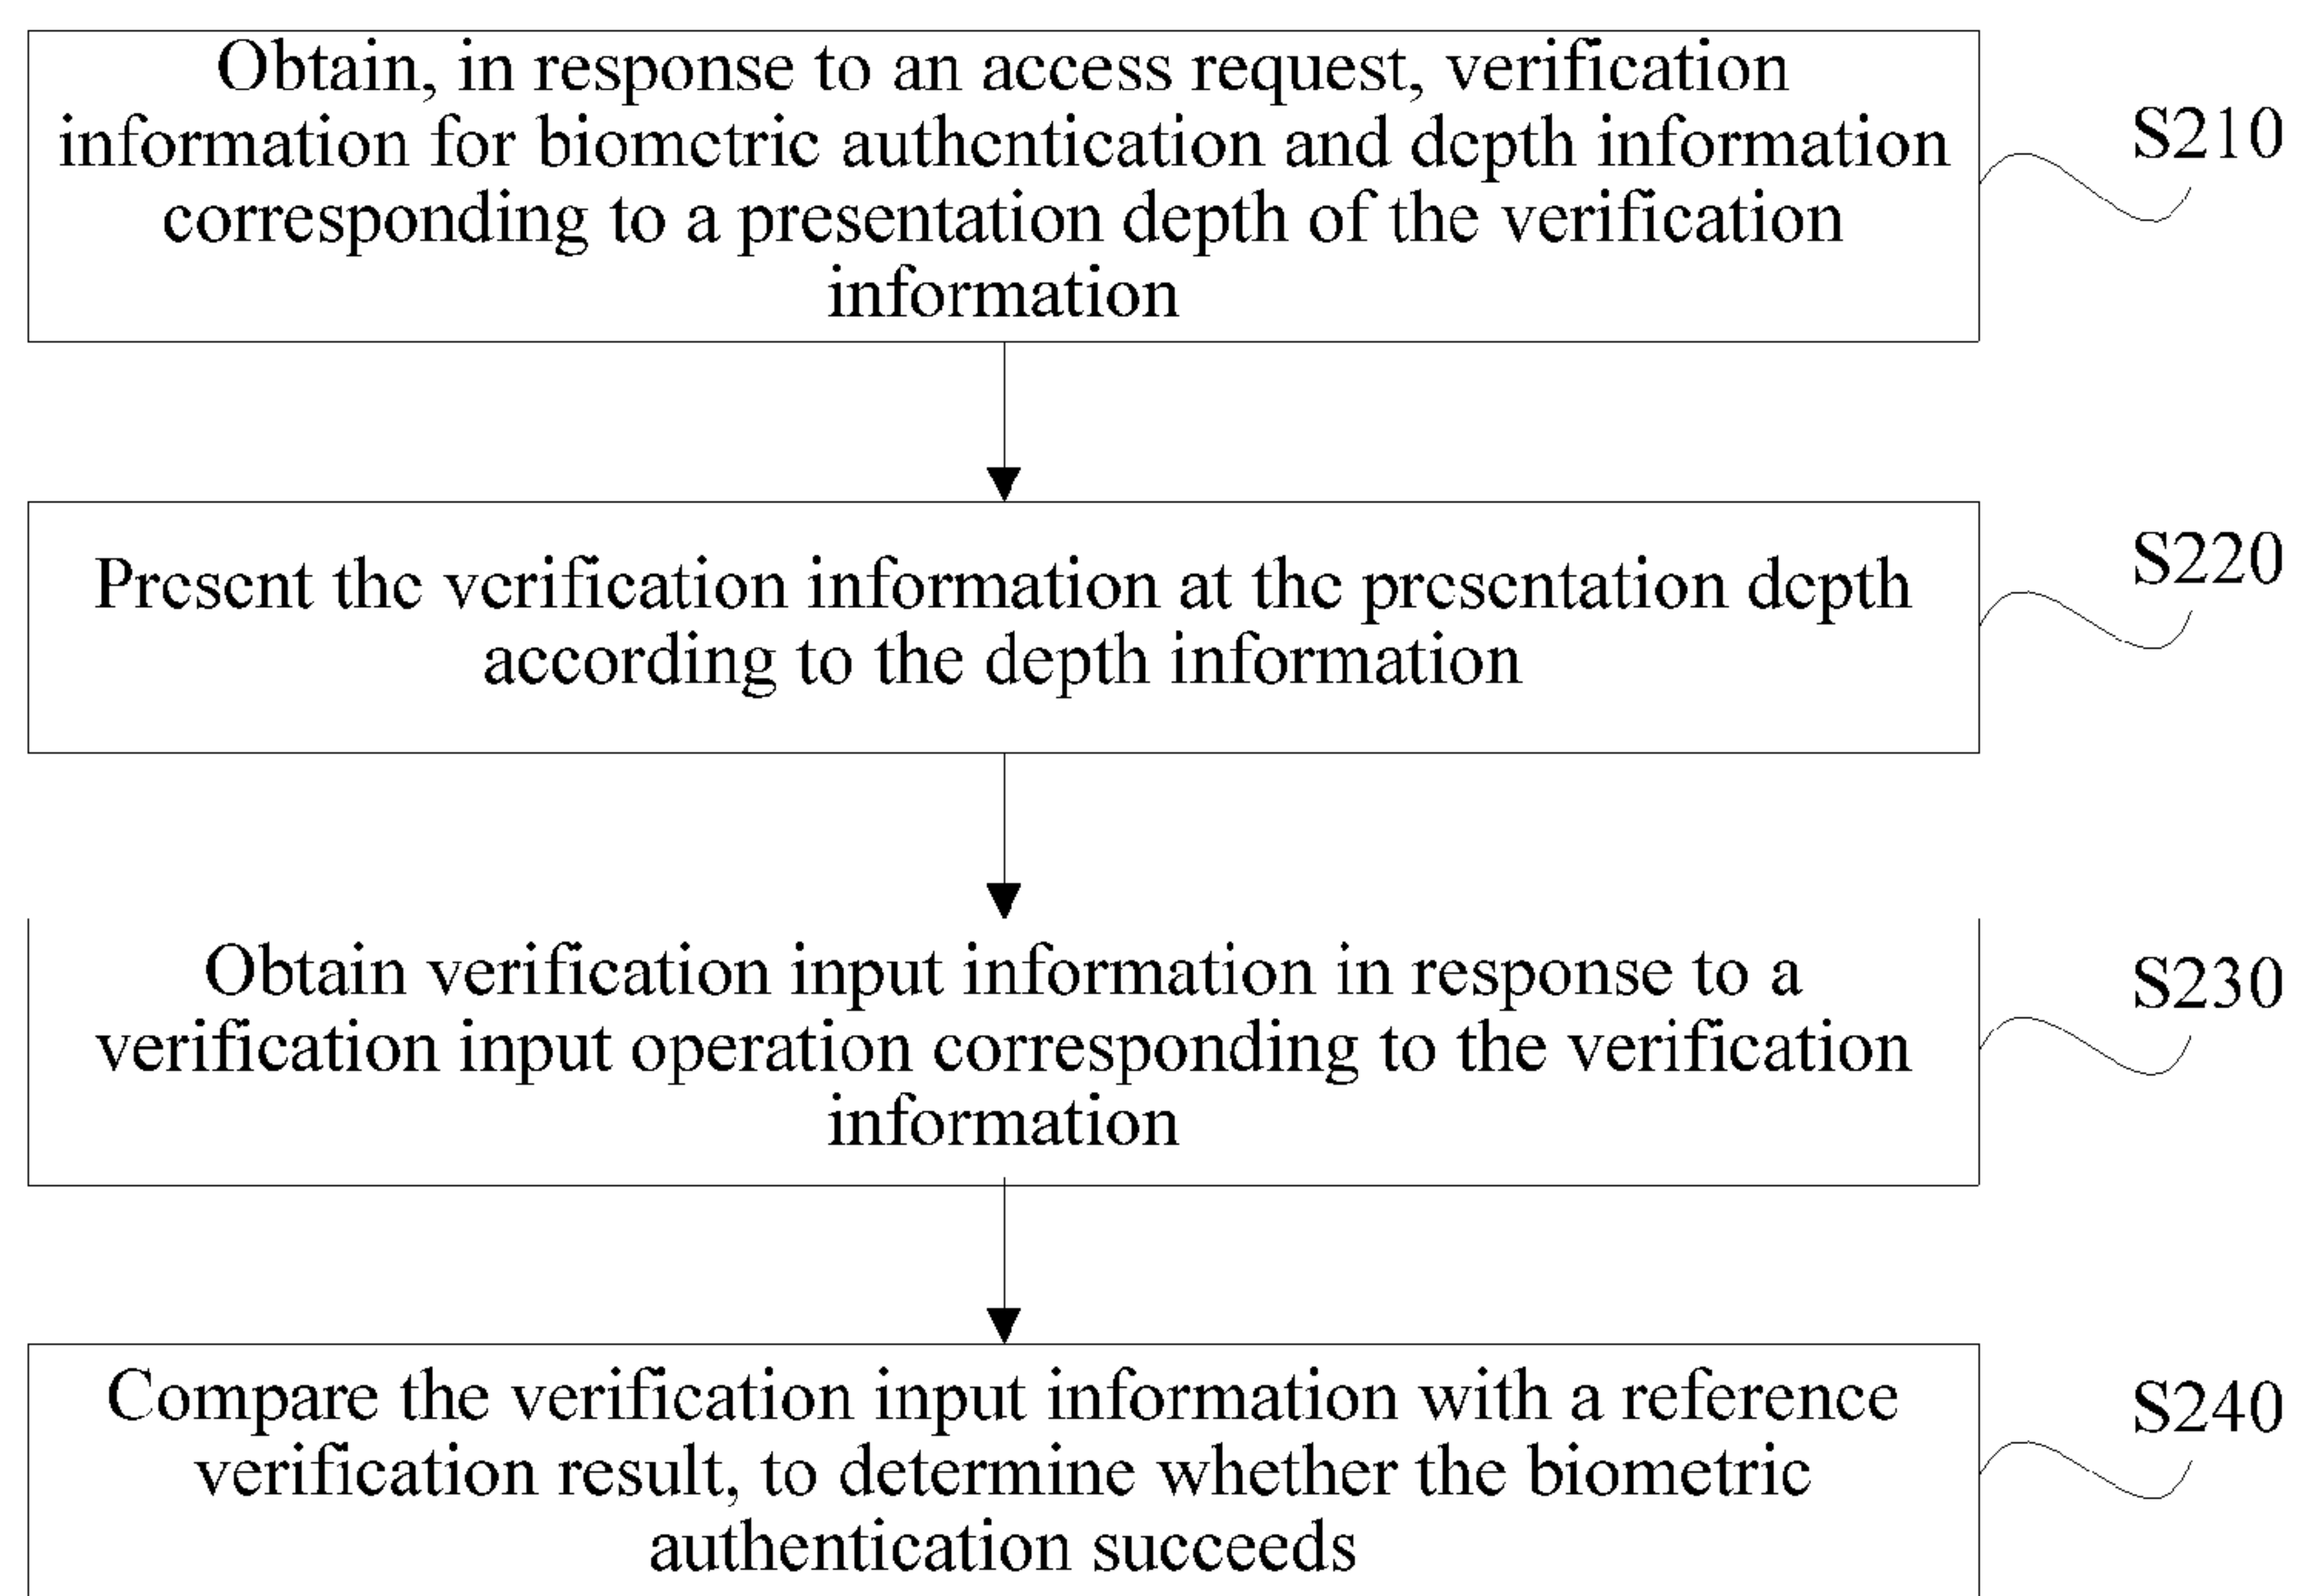 Obtain, in response to an access request, verification
information for biometric authentication and depth information
corresponding to a presentation depth of the verification
information
S210
Present the verification information at the presentation depth
according to the depth information
S220
Obtain verification input information in response to a
verification input operation corresponding to the verification
information
S230
Compare the verification input information with a reference
verification result, to determine whether the biometric
authentication succeeds
S240